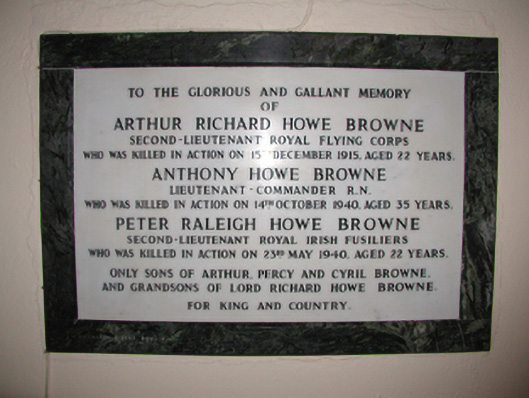 TO THE GLORIOUS AND GALLANT MEMORY
OF
ARTHUR RICHARD HOWE BROWNE
SECOND-LIEUTENANT ROYAL FLYING CORPS
WHO WAS KILLED IN ACTION ON 15TH DECEMBER 1915, AGED 22 YEARS.
ANTHONY HOWE BROWNE
LIEUTENANT-COMMANDER R.N.
WHO WAS KILLED IN ACTION ON 14TH OCTOBER 1940, AGED 35 YEARS.
PETER RALEIGH HOWE BROWNE
SECOND-LIEUTENANT ROYAL IRISH FUSILIERS
WHO WAS KILLED IN ACTION ON 23RD MAY 1940, AGED 22 YEARS.
ONLY SONS OF ARTHUR, PERCY AND CYRIL BROWNE,
AND GRANDSONS OF LORD RICHARD HOWE BROWNE.
FOR KING AND COUNTRY.